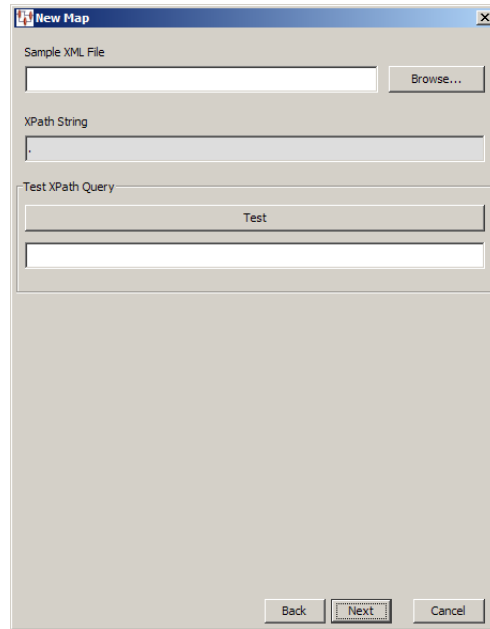 New Map
Sample XML File
Browse...
XPath String
.
Test XPath Query
Test
Back Next Cancel